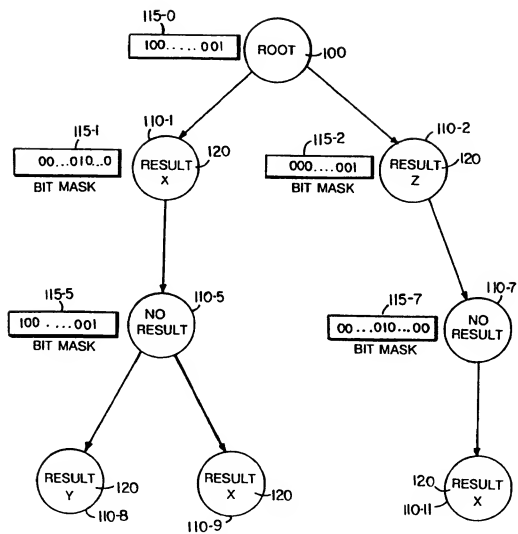 115-0
100.....001
ROOT
100
115-1
110-1
00...010...0
BIT MASK
RESULT
X
120
115-2
110-2
000....001
BIT MASK
RESULT
Z
120
115-5
110-5
100....001
BIT MASK
NO
RESULT
115-7
110-7
00...010...00
BIT MASK
NO
RESULT
RESULT
Y
120
110-8
RESULT
X
120
110-9
120
RESULT
X
110-11